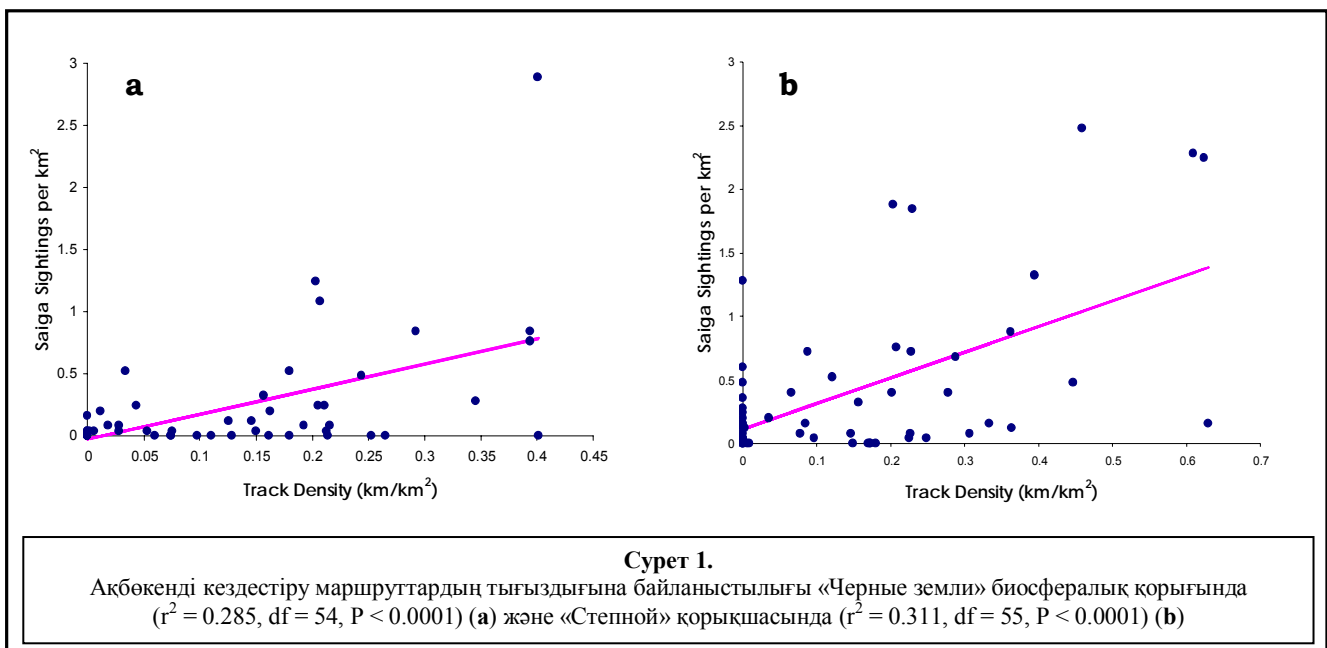 a
3
2.5
2
1.5
1
0.5
0
Saiga Sightings per km²
0 0.05 0.1 0.15 0.2 0.25 0.3 0.35 0.4 0.45
Track Density (km/km²)
b
3
2.5
2
1.5
1
0.5
0
Saiga Sightings per km²
0 0.1 0.2 0.3 0.4 0.5 0.6 0.7
Track Density (km/km²)
Сурет 1.
Ақбөкенді кездестіру маршруттардың тығыздығына байланыстылығы «Черные земли» биосфералық қорығында
(r² = 0.285, df = 54, P < 0.0001) (a) және «Степной» қорықшасында (r² = 0.311, df = 55, P < 0.0001) (b)